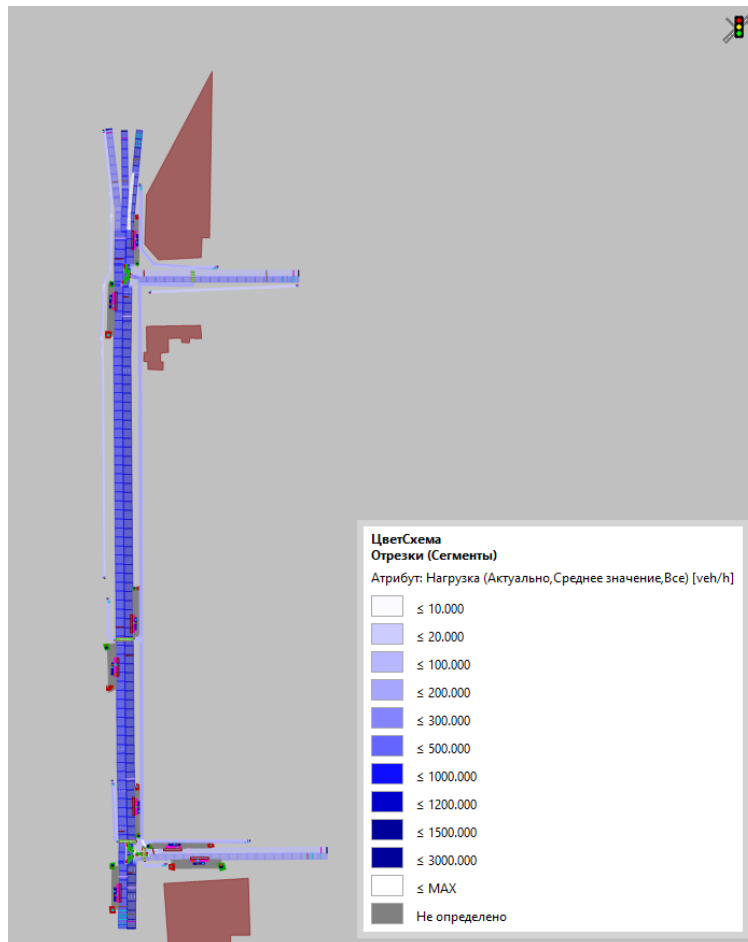 ЦветСхема
Отрезки (Сегменты)
Атрибут: Нагрузка (Актуально,Среднее значение,Все) [veh/h]
≤ 10.000
≤ 20.000
≤ 100.000
≤ 200.000
≤ 300.000
≤ 500.000
≤ 1000.000
≤ 1200.000
≤ 1500.000
≤ 3000.000
≤ MAX
Не определено